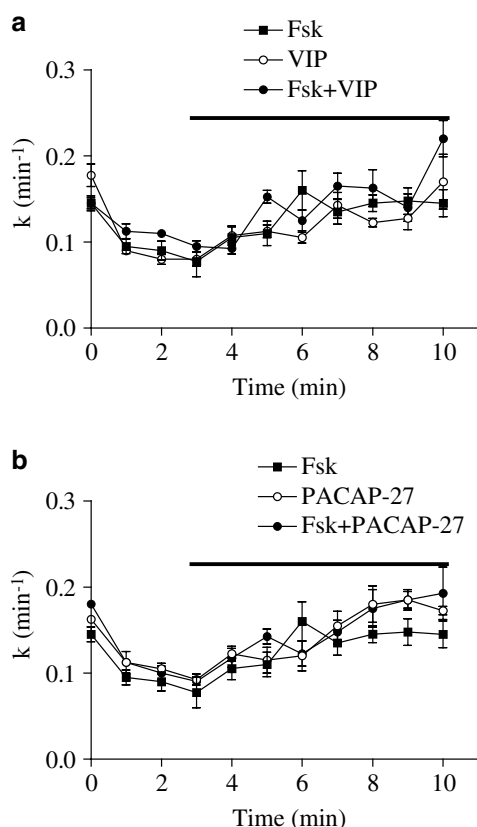 a
Fsk
VIP
Fsk+VIP
0.3
0.2
0.1
0.0
k (min-1)
0 2 4 6 8 10
Time (min)
b
Fsk
PACAP-27
Fsk+PACAP-27
0.3
0.2
0.1
0.0
k (min-1)
0 2 4 6 8 10
Time (min)